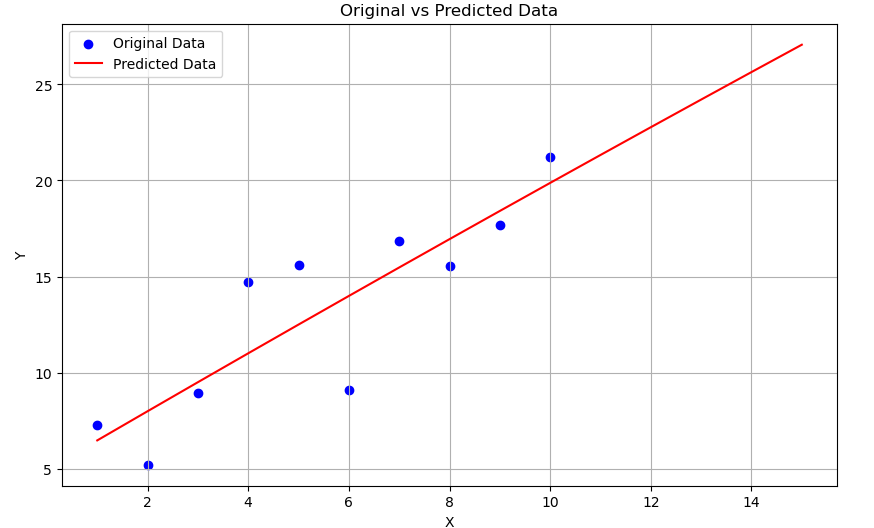 Original vs Predicted Data
Original Data
Predicted Data
25
20
15
10
5
Y
2 4 6 8 10 12 14
X